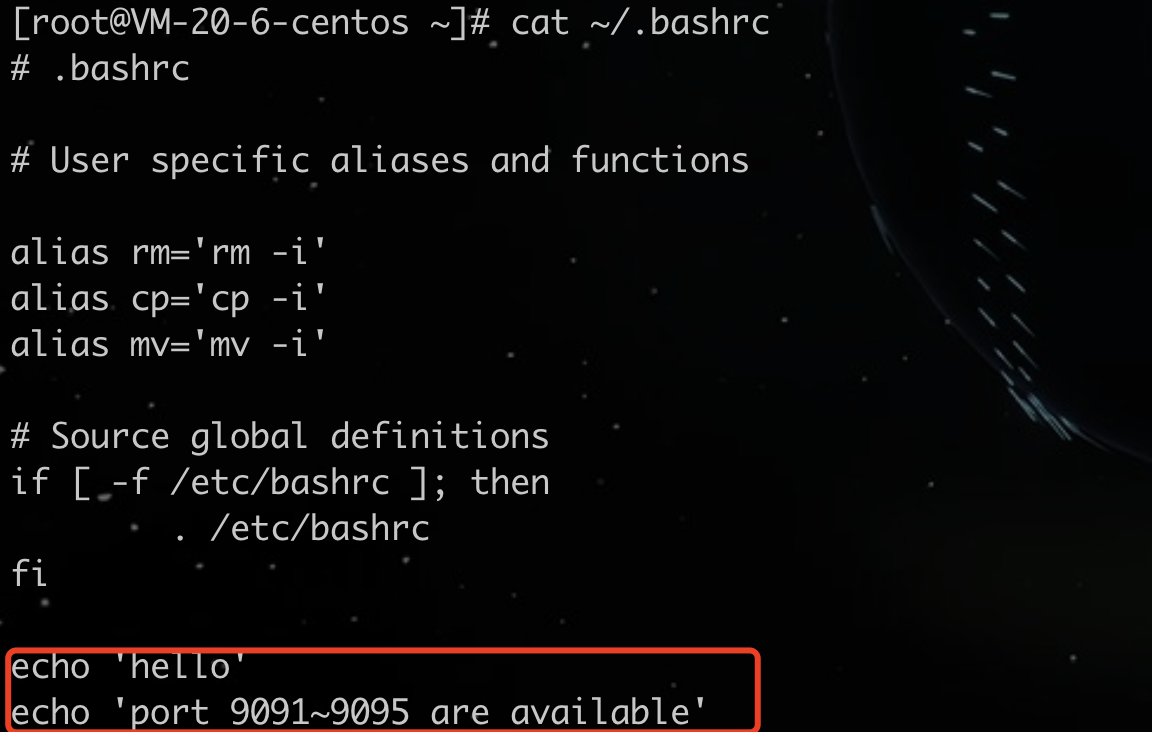 [root@VM-20-6-centos ~]# cat ~/.bashrc
# .bashrc
# User specific aliases and functions
alias rm='rm -i'
alias cp='cp -i'
alias mv='mv -i'
# Source global definitions
if [ -f /etc/bashrc ]; then
        . /etc/bashrc
fi
echo 'hello'
echo 'port 9091~9095 are available'